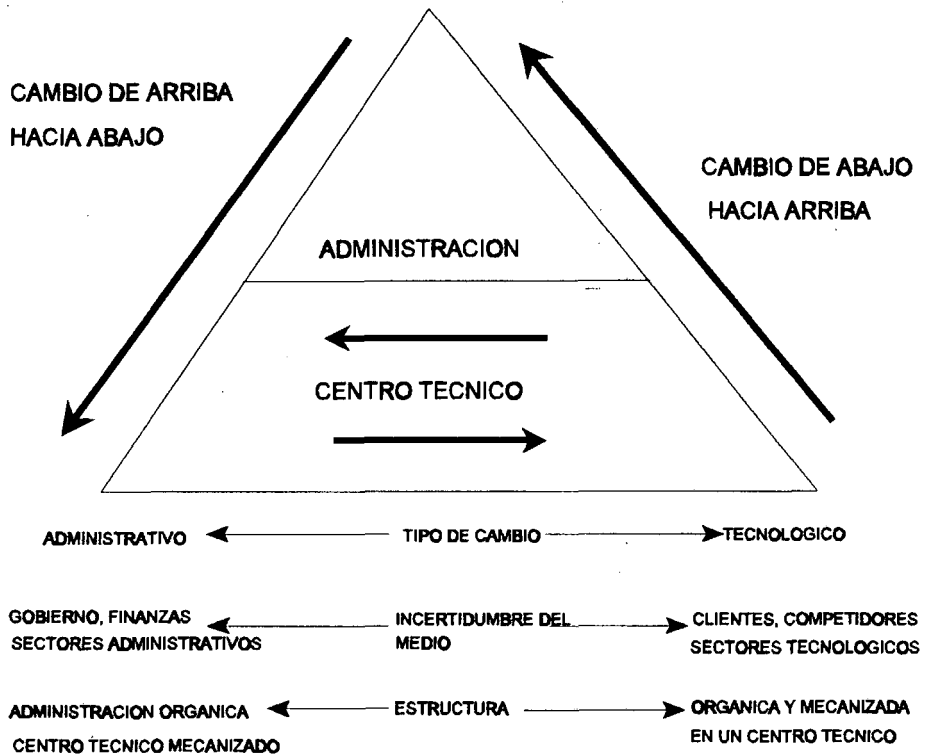 CAMBIO DE ARRIBA
HACIA ABAJO
CAMBIO DE ABAJO
HACIA ARRIBA
ADMINISTRACION
CENTRO TECNICO
ADMINISTRATIVO TIPO DE CAMBIO TECNOLOGICO
GOBIERNO, FINANZAS
SECTORES ADMINISTRATIVOS
INCERTIDUMBRE DEL
MEDIO
CLIENTES, COMPETIDORES
SECTORES TECNOLOGICOS
ADMINISTRACION ORGANICA
CENTRO TECNICO MECANIZADO
ESTRUCTURA
ORGANICA Y MECANIZADA
EN UN CENTRO TECNICO